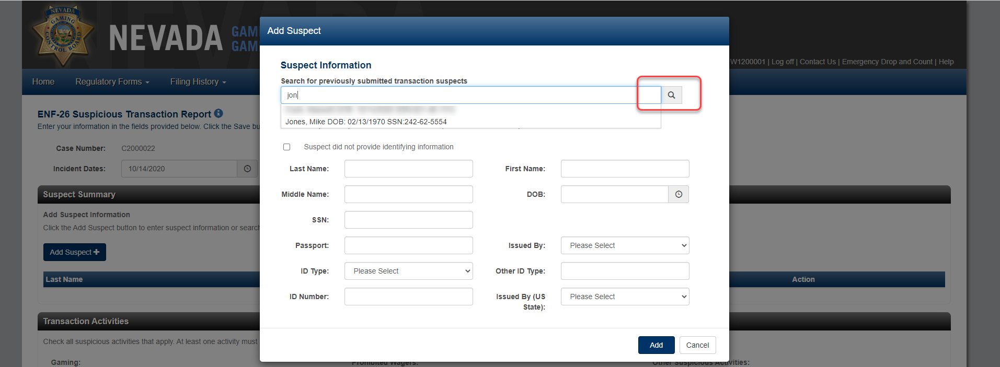 NEVADA
GAMING
CONTROL BOARD
NEVADA
GAM
GAM
W1200001 | Log off | Contact Us | Emergency Drop and Count | Help
Home Regulatory Forms Filing History
ENF-26 Suspicious Transaction Report
Enter your information in the fields provided below. Click the Save bu
Case Number: C2000022
Incident Dates: 10/14/2020
Suspect Summary
Add Suspect Information
Click the Add Suspect button to enter suspect information or search
Add Suspect
Last Name Action
Transaction Activities
Check all suspicious activities that apply. At least one activity must
Gaming: Prohibited Wagers: Other Suspicious Activities:
Add Suspect
Suspect Information
Search for previously submitted transaction suspects
jon
Jones, Mike DOB: 02/13/1970 SSN:242-62-5554
Suspect did not provide identifying information
Last Name: First Name:
Middle Name: DOB:
SSN:
Passport: Issued By: Please Select
ID Type: Please Select Other ID Type:
ID Number: Issued By (US State): Please Select
Add Cancel